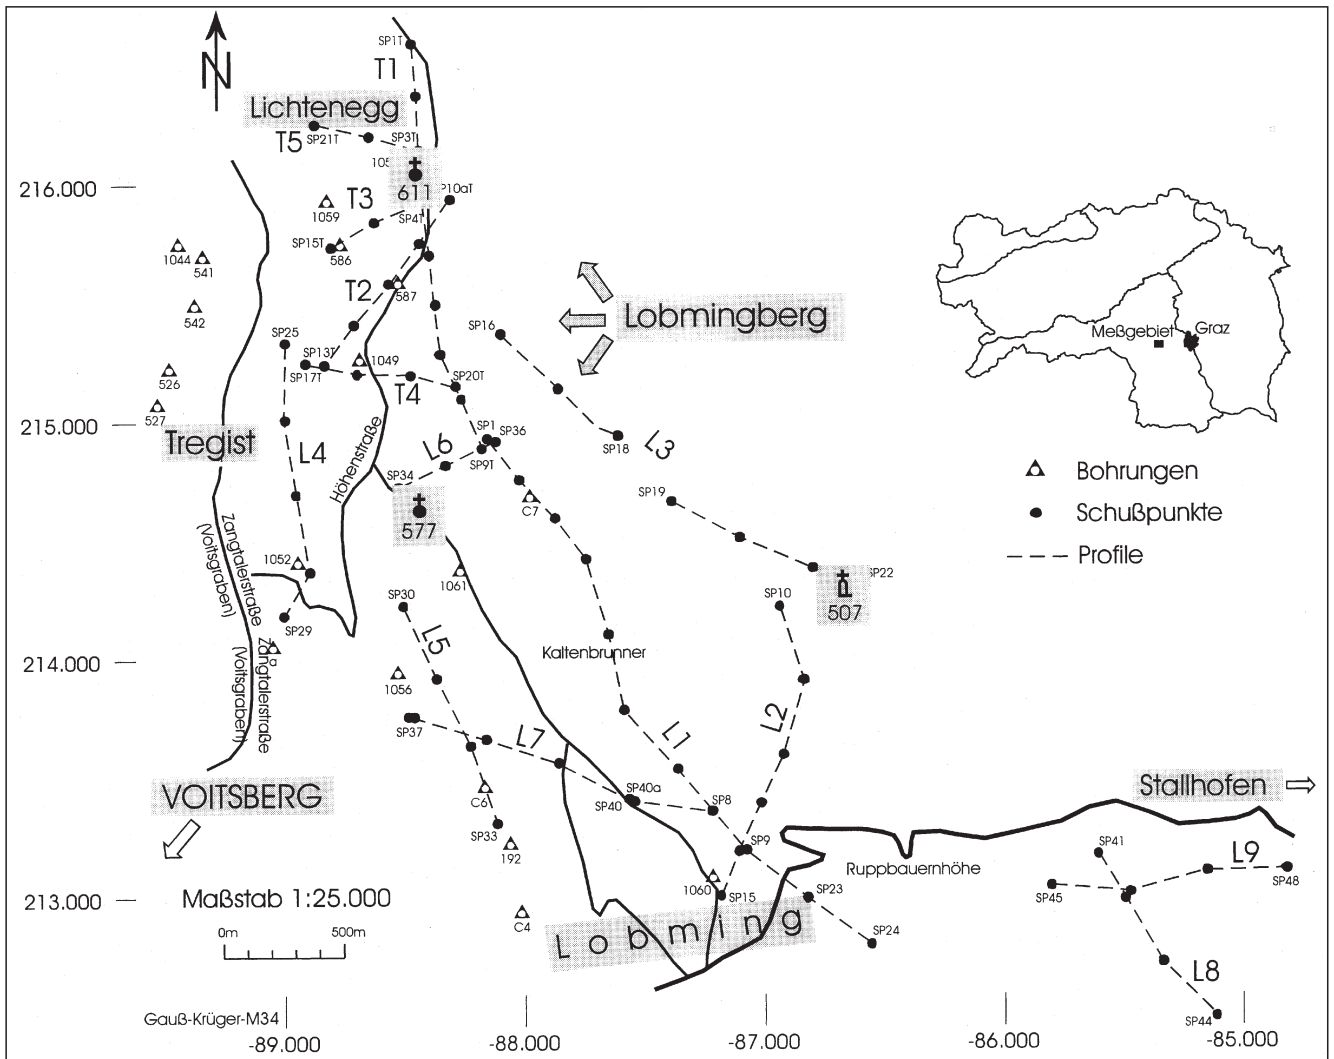 SP1T
T1
N
Lichtenegg
T5
SP21T
SP3T
105
611
P10aT
216.000
1059
T3
SP4T
SP15T
586
1044
541
T2
587
542
Lobmingberg
SP16
SP25
SP13T
1049
SP17T
SP20T
T4
526
527
215.000
Tregist
L4
Höhenstraße
L6
SP1
SP36
SP9T
SP34
577
C7
L3
SP18
SP19
SP22
507
Meßgebiet
Graz
Bohrungen
Schußpunkte
Profile
Zangtalerstraße
(Voitsgraben)
1052
1061
SP29
SP30
L5
SP10
214.000
Zangtalerstraße
(Voitsgraben)
Kaltenbrunner
1056
SP37
L7
L1
L2
VOITSBERG
C6
SP33
192
SP40
SP40a
SP8
SP9
Stallhofen
SP41
L9
Ruppbauernhöhe
SP45
SP48
Maßstab 1:25.000
213.000
1060
SP15
SP23
SP24
C4
Lobming
0m
500m
L8
SP44
Gauß-Krüger-M34
-89.000
-88.000
-87.000
-86.000
-85.000